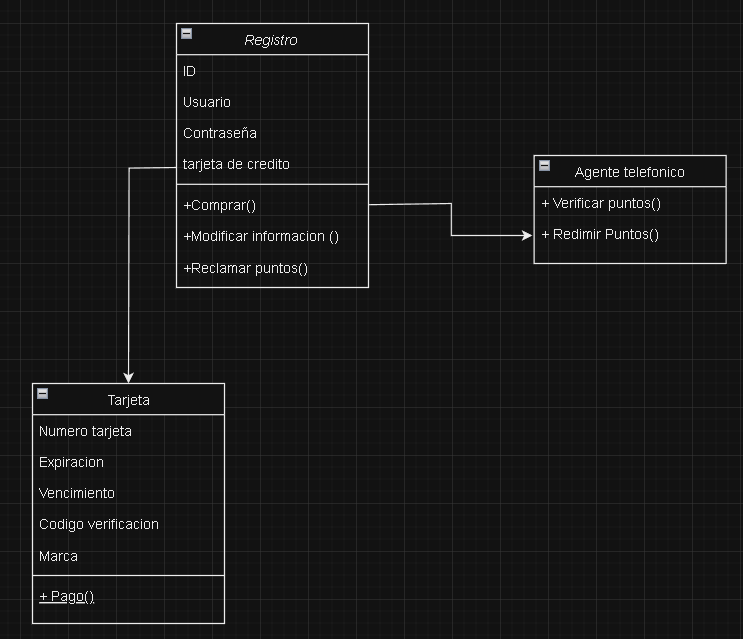 Registro
ID
Usuario
Contraseña
tarjeta de credito
+Comprar()
+Modificar informacion ()
+Reclamar puntos()
Agente telefonico
+ Verificar puntos()
+ Redimir Puntos()
Tarjeta
Numero tarjeta
Expiracion
Vencimiento
Codigo verificacion
Marca
+ Pago()